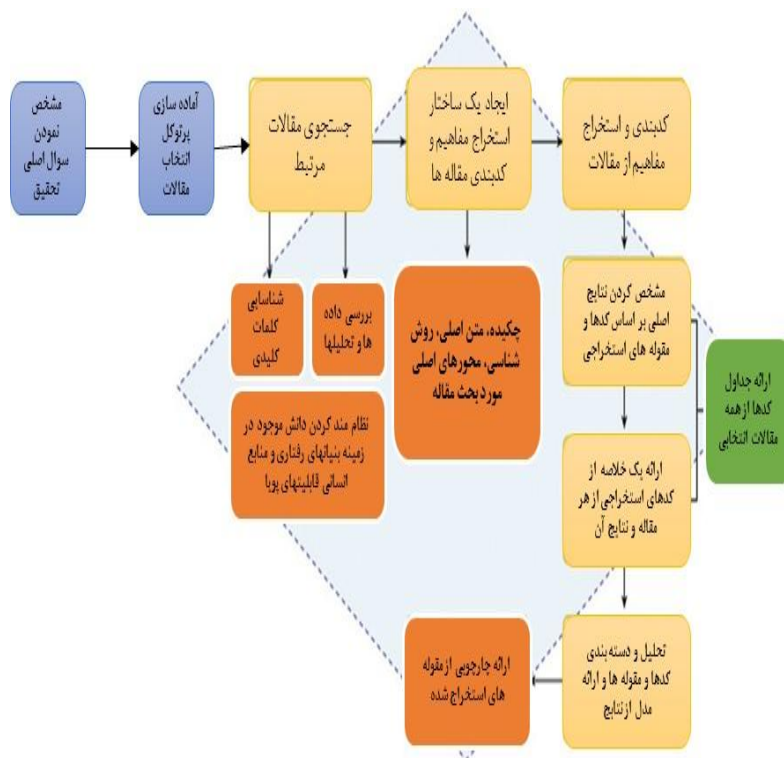 مشخص
نمودن
سوال اصلی
تحقیق
آماده سازی
پرتوکل
انتخاب
مقالات
جستجوی مقالات
مرتبط
ایجاد یک ساختار
استخراج مفاهیم و
کدبندی مقاله ها
کدبندی و استخراج
مفاهیم از مقالات
شناسایی
کلمات
کلیدی
بررسی داده
ها و تحلیلها
چکیده، متن اصلی، روش
شناسی، محورهای اصلی
مورد بحث مقاله
مشخص کردن نتایج
اصلی بر اساس کدها و
مقوله های استخراجی
ارائه جداول
کدها از همه
مقالات انتخابی
نظام مند کردن دانش موجود در
زمینه بنیانهای رفتاری و منابع
انسانی قابلیتهای پویا
ارائه یک خلاصه از
کدهای استخراجی از هر
مقاله و نتایج آن
تحلیل و دسته بندی
کدها و مقوله ها و ارائه
مدل از نتایج
ارائه چارچوبی از مقوله
های استخراج شده